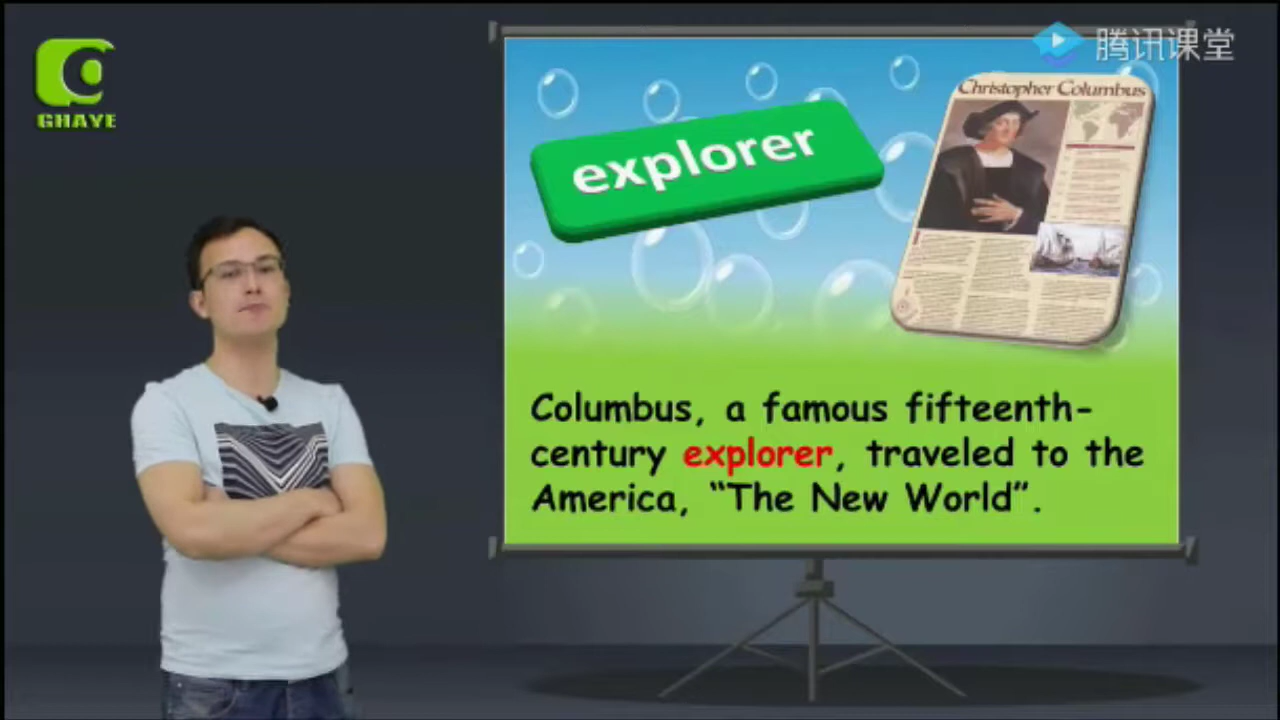 GHAYE
腾讯课堂
explorer
Christopher Columbus
Columbus, a famous fifteenth-
century explorer, traveled to the
America, “The New World”.